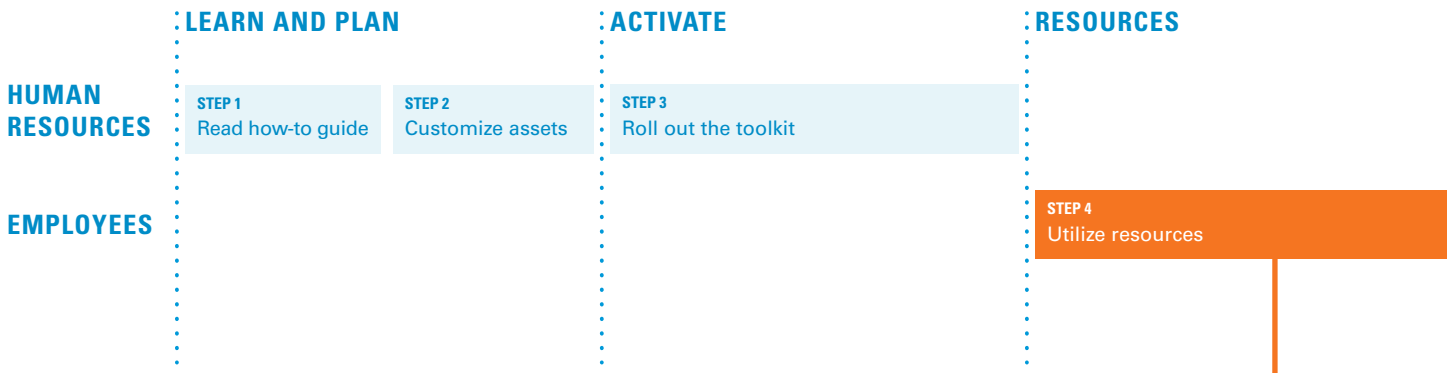 LEARN AND PLAN
ACTIVATE
RESOURCES
HUMAN
RESOURCES
STEP 1
Read how-to guide
STEP 2
Customize assets
STEP 3
Roll out the toolkit
EMPLOYEES
STEP 4
Utilize resources